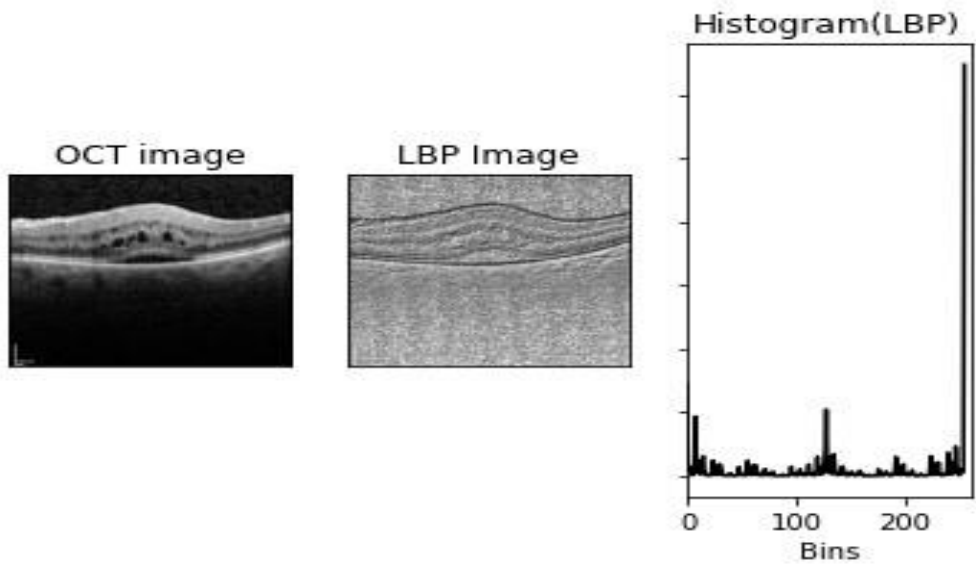 OCT image
LBP Image
Histogram(LBP)
0 100 200
Bins